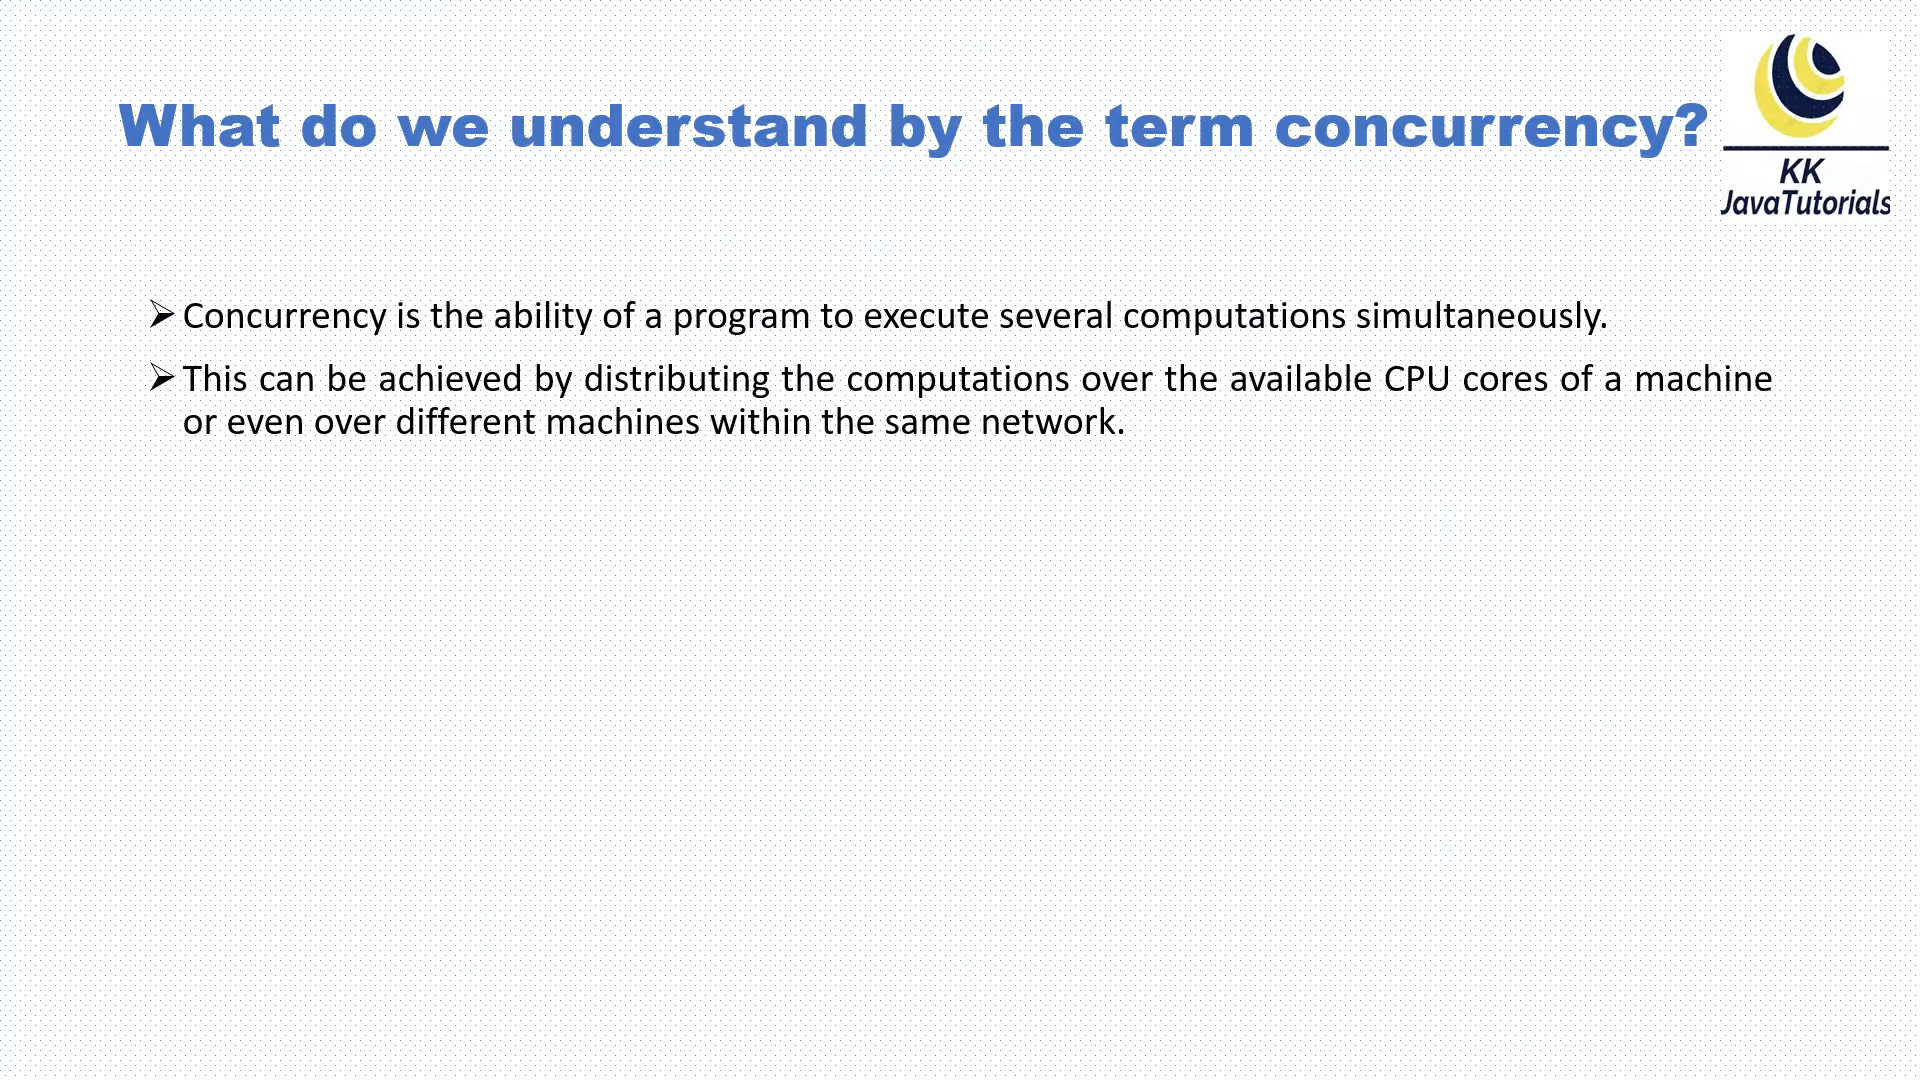 What do we understand by the term concurrency?
KK
JavaTutorials
➢ Concurrency is the ability of a program to execute several computations simultaneously.
➢ This can be achieved by distributing the computations over the available CPU cores of a machine
or even over different machines within the same network.